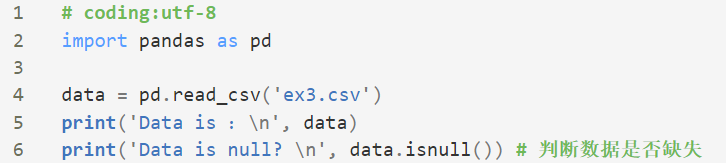 1 # coding:utf-8
2 import pandas as pd
3
4 data = pd.read_csv('ex3.csv')
5 print('Data is : \n', data)
6 print('Data is null? \n', data.isnull()) # 判断数据是否缺失